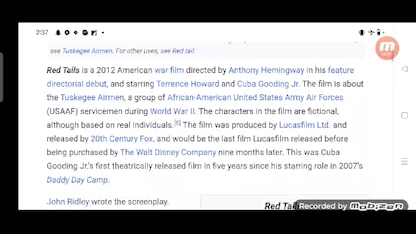 2:37
see Tuskegee Airmen. For other uses, see Red tail.
Red Tails is a 2012 American war film directed by Anthony Hemingway in his feature
directorial debut, and starring Terrence Howard and Cuba Gooding Jr. The film is about
the Tuskegee Airmen, a group of African-American United States Army Air Forces
(USAAF) servicemen during World War II. The characters in the film are fictional,
although based on real individuals.[6] The film was produced by Lucasfilm Ltd. and
released by 20th Century Fox, and would be the last film Lucasfilm released before
being purchased by The Walt Disney Company nine months later. This was Cuba
Gooding Jr.'s first theatrically released film in five years since his starring role in 2007's
Daddy Day Camp.
John Ridley wrote the screenplay.
Red Tail
Recorded by MOBIZEN